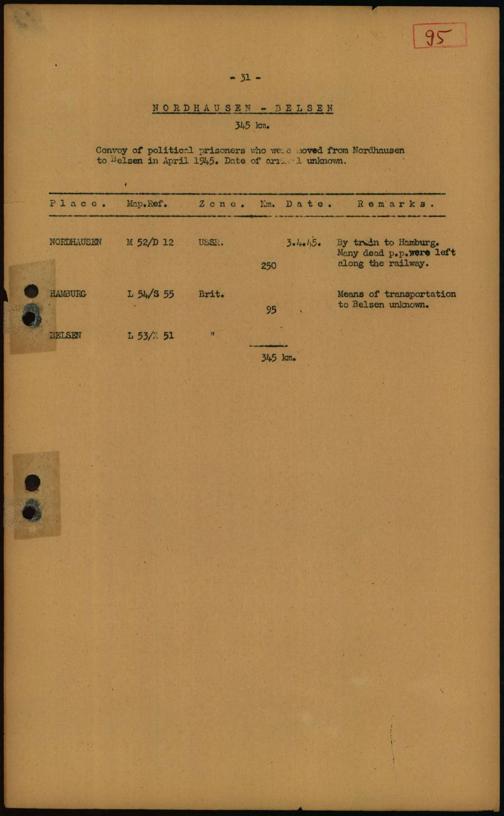 95
- 31 -
NORDHAUSEN - BELSEN
345 km.
Convoy of political prisoners who were moved from Nordhausen
to Belsen in April 1945. Date of arrival unknown.
Place. Map.Ref. Zone. Km. Date. Remarks.
NORDHAUSEN M 52/D 12 USSR. 3.4.45. By train to Hamburg.
Many dead p.p.were left
250 along the railway.
HAMBURG L 54/S 55 Brit. Means of transportation
to Belsen unknown.
95
BELSEN L 53/X 51 "
345 km.